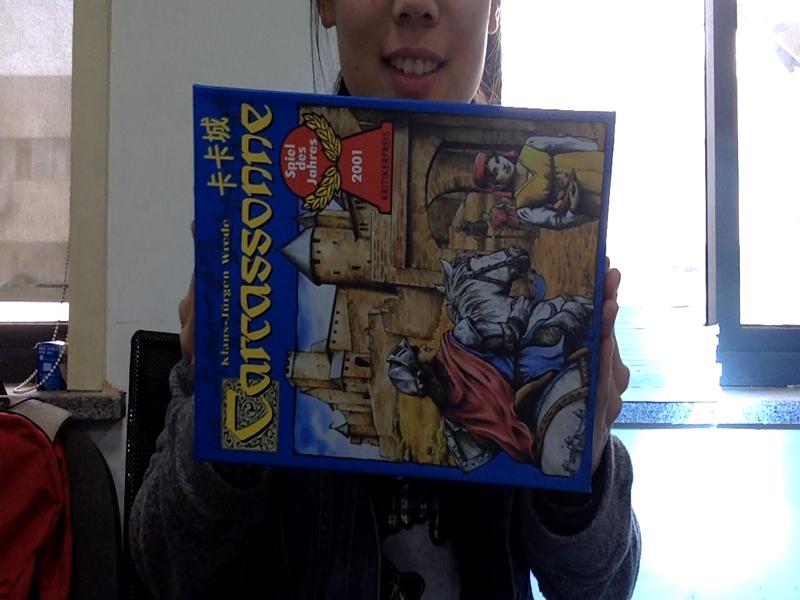 卡卡城
Klaus-Jürgen Wrede
Carcassonne
Spiel
des
Jahres
2001
KRITIKERPREIS